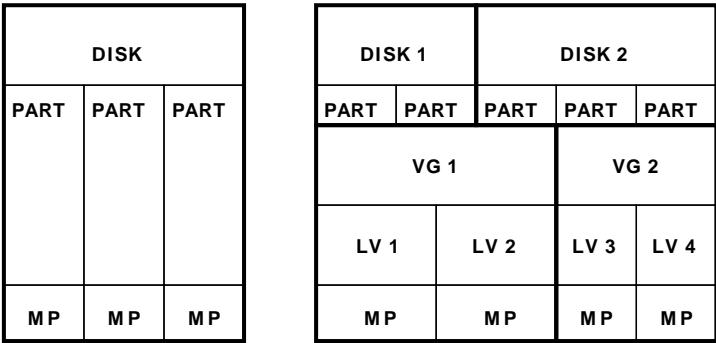 DISK
PART PART PART
MP MP MP
DISK 1 DISK 2
PART PART PART PART PART
VG 1 VG 2
LV 1 LV 2 LV 3 LV 4
MP MP MP MP